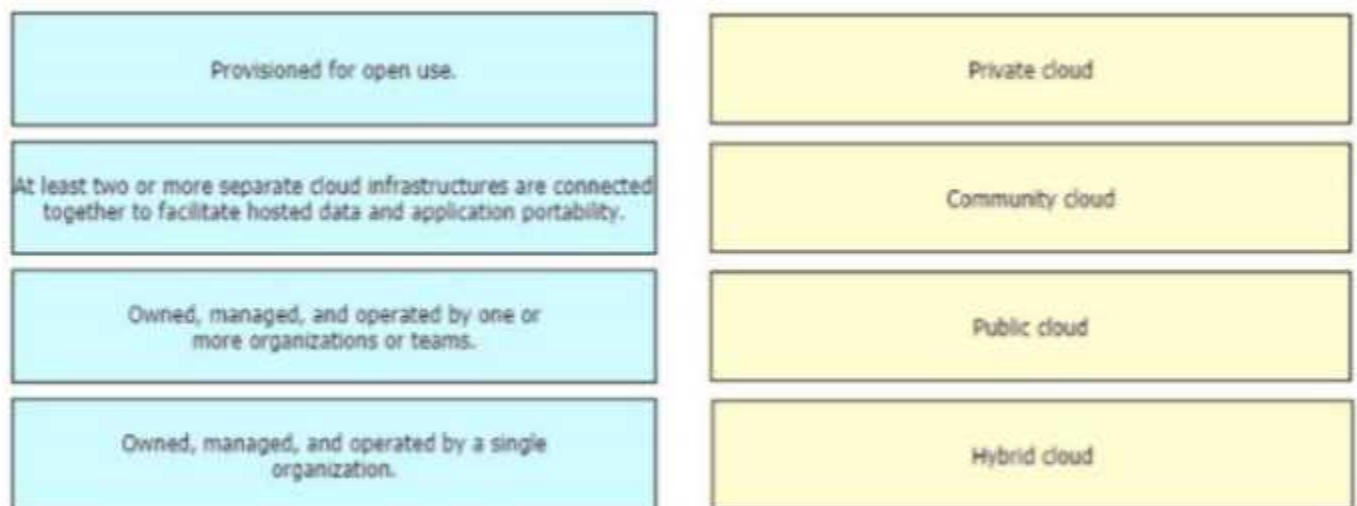 Provisioned for open use.
Private cloud
At least two or more separate cloud infrastructures are connected
together to facilitate hosted data and application portability.
Community cloud
Owned, managed, and operated by one or
more organizations or teams.
Public cloud
Owned, managed, and operated by a single
organization.
Hybrid cloud